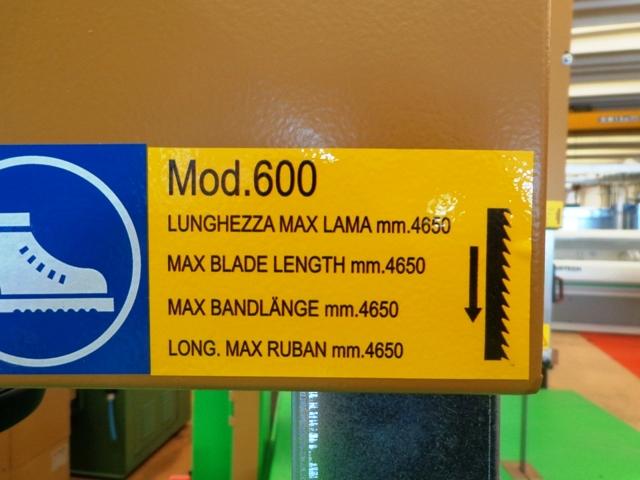 Mod.600
LUNGHEZZA MAX LAMA mm.4650
MAX BLADE LENGTH mm.4650
MAX BANDLÄNGE mm.4650
LONG. MAX RUBAN mm.4650